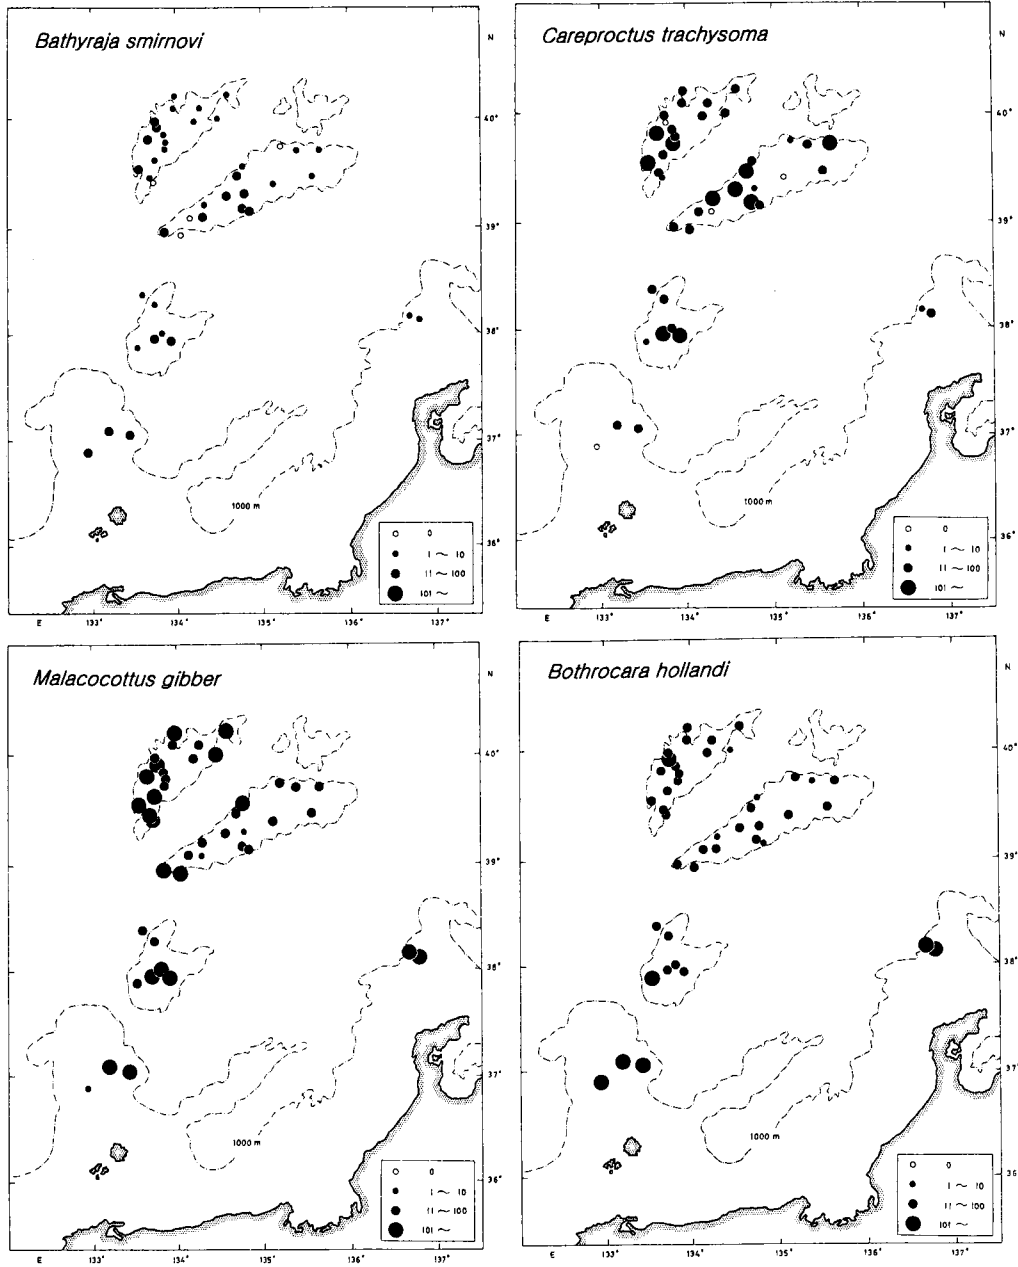 Bathyraja smirnovi
N
40°
39°
38°
37°
36°
1000 m
0
1 ~ 10
11 ~ 100
101 ~
E 133° 134° 135° 136° 137°
Careproctus trachysoma
N
40°
39°
38°
37°
36°
1000 m
0
1 ~ 10
11 ~ 100
101 ~
E 133° 134° 135° 136° 137°
Malacocottus gibber
N
40°
39°
38°
37°
36°
1000 m
0
1 ~ 10
11 ~ 100
101 ~
E 133° 134° 135° 136° 137°
Bothrocara hollandi
N
40°
39°
38°
37°
36°
1000 m
0
1 ~ 10
11 ~ 100
101 ~
E 133° 134° 135° 136° 137°